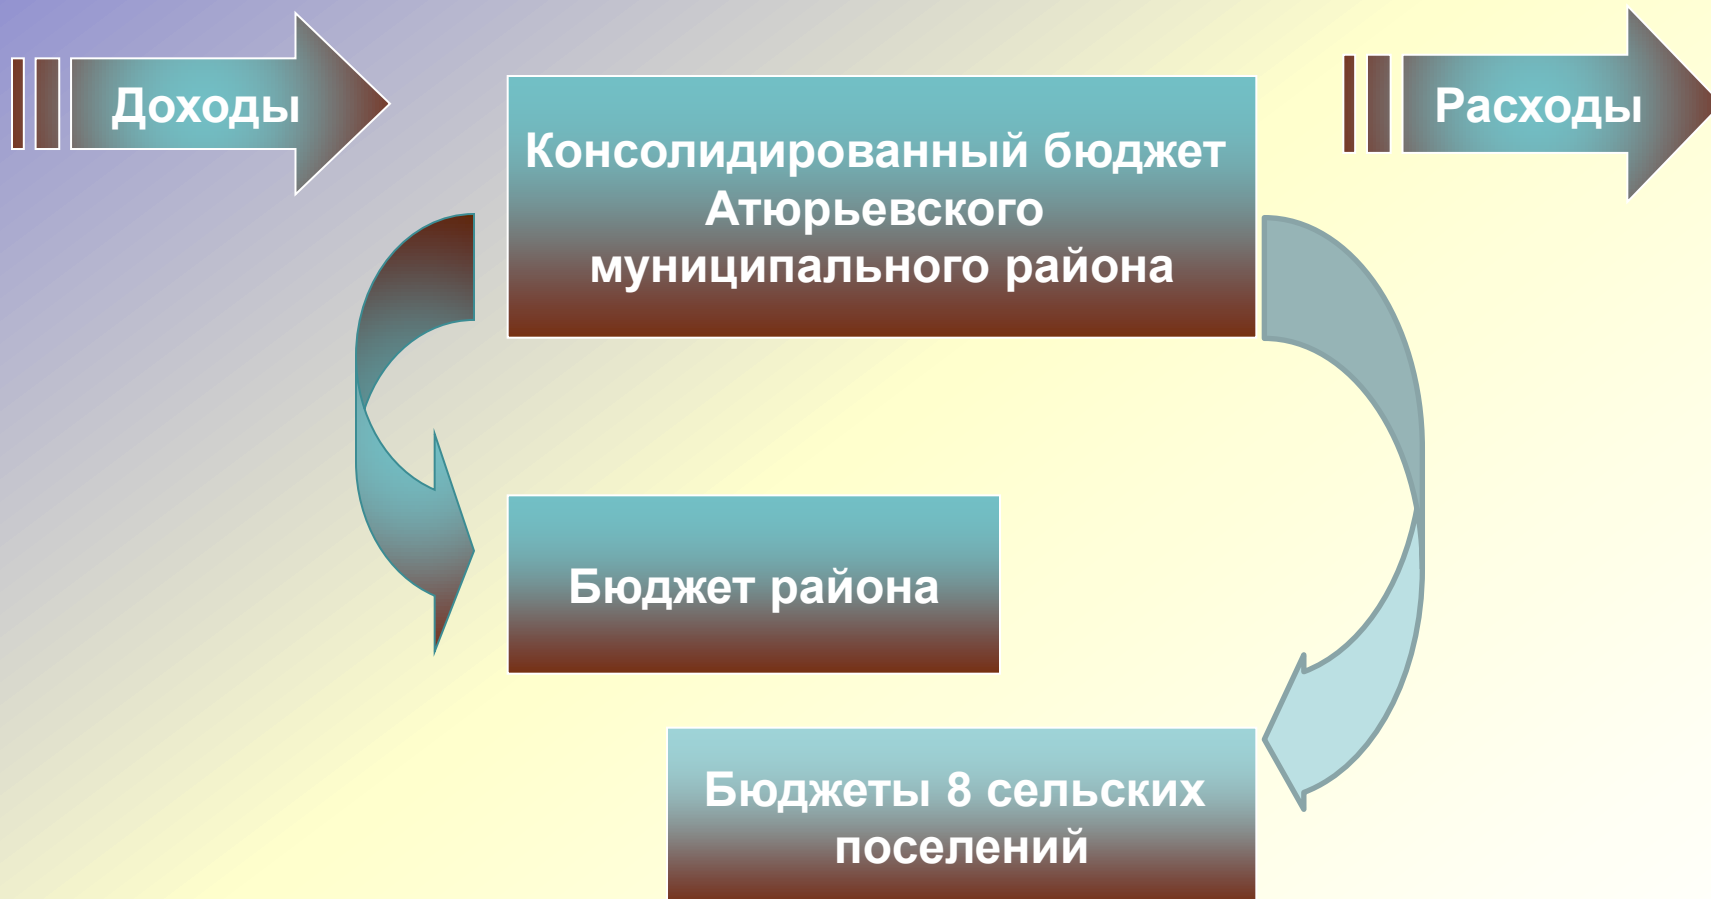 Доходы
Консолидированный бюджет
Атюрьевского
муниципального района
Расходы
Бюджет района
Бюджеты 8 сельских
поселений